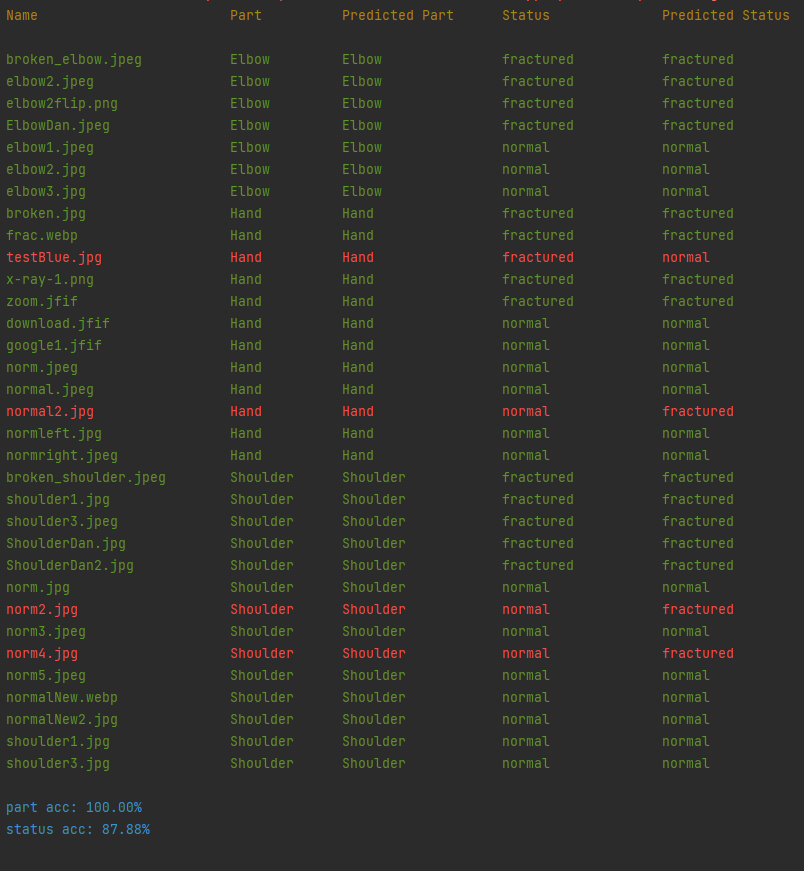 Name Part Predicted Part Status Predicted Status
broken_elbow.jpeg Elbow Elbow fractured fractured
elbow2.jpeg Elbow Elbow fractured fractured
elbow2flip.png Elbow Elbow fractured fractured
ElbowDan.jpeg Elbow Elbow fractured fractured
elbow1.jpeg Elbow Elbow normal normal
elbow2.jpg Elbow Elbow normal normal
elbow3.jpg Elbow Elbow normal normal
broken.jpg Hand Hand fractured fractured
frac.webp Hand Hand fractured fractured
testBlue.jpg Hand Hand fractured normal
x-ray-1.png Hand Hand fractured fractured
zoom.jfif Hand Hand fractured fractured
download.jfif Hand Hand normal normal
google1.jfif Hand Hand normal normal
norm.jpeg Hand Hand normal normal
normal.jpeg Hand Hand normal normal
normal2.jpg Hand Hand normal fractured
normleft.jpg Hand Hand normal normal
normright.jpeg Hand Hand normal normal
broken_shoulder.jpeg Shoulder Shoulder fractured fractured
shoulder1.jpg Shoulder Shoulder fractured fractured
shoulder3.jpeg Shoulder Shoulder fractured fractured
ShoulderDan.jpg Shoulder Shoulder fractured fractured
ShoulderDan2.jpg Shoulder Shoulder fractured fractured
norm.jpg Shoulder Shoulder normal normal
norm2.jpg Shoulder Shoulder normal fractured
norm3.jpeg Shoulder Shoulder normal normal
norm4.jpg Shoulder Shoulder normal fractured
norm5.jpeg Shoulder Shoulder normal normal
normalNew.webp Shoulder Shoulder normal normal
normalNew2.jpg Shoulder Shoulder normal normal
shoulder1.jpg Shoulder Shoulder normal normal
shoulder3.jpg Shoulder Shoulder normal normal
part acc: 100.00%
status acc: 87.88%